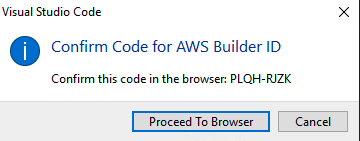 Visual Studio Code
Confirm Code for AWS Builder ID
Confirm this code in the browser: PLQH-RJZK
Proceed To Browser
Cancel